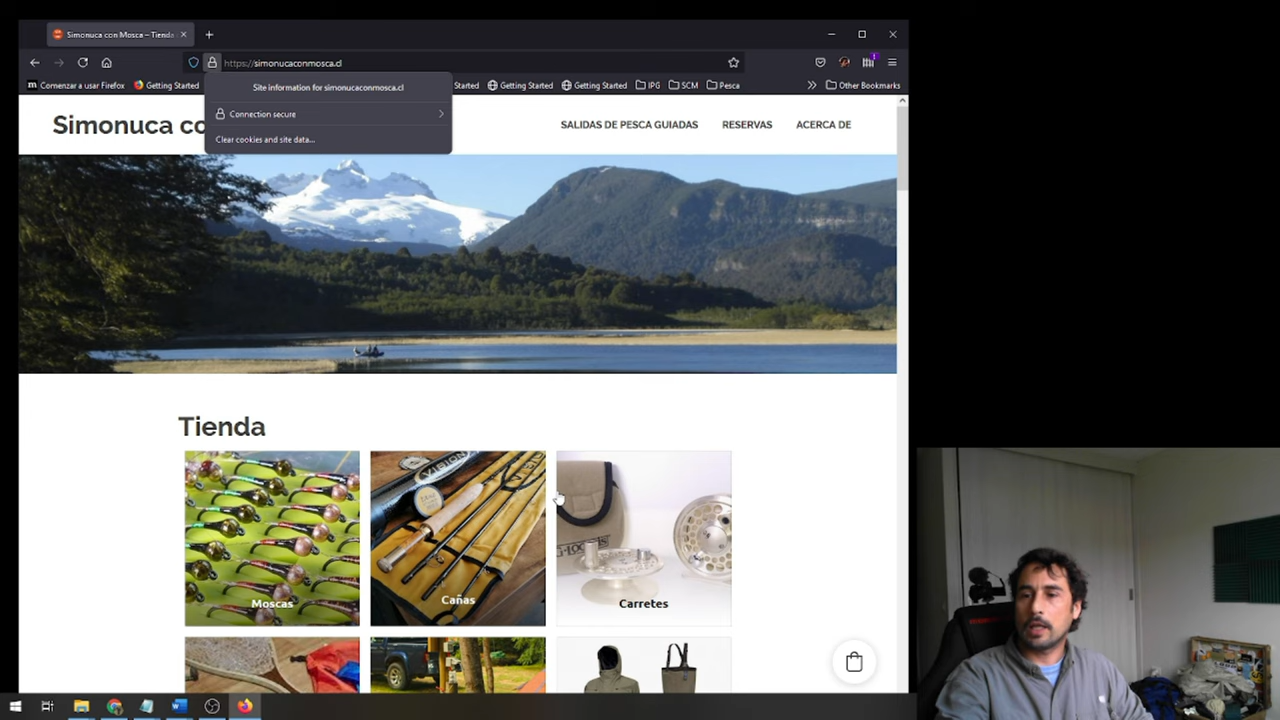 Simonuca con Mosca – Tienda
https://simonucaconmosca.cl
Comenzar a usar Firefox
Getting Started
Started
Getting Started
Getting Started
IPG
SCM
Pesca
Other Bookmarks
Site information for simonucaconmosca.cl
Connection secure
Clear cookies and site data...
Simonuca co
SALIDAS DE PESCA GUIADAS
RESERVAS
ACERCA DE
Tienda
VISION
G-LOOMIS
Moscas
Cañas
Carretes